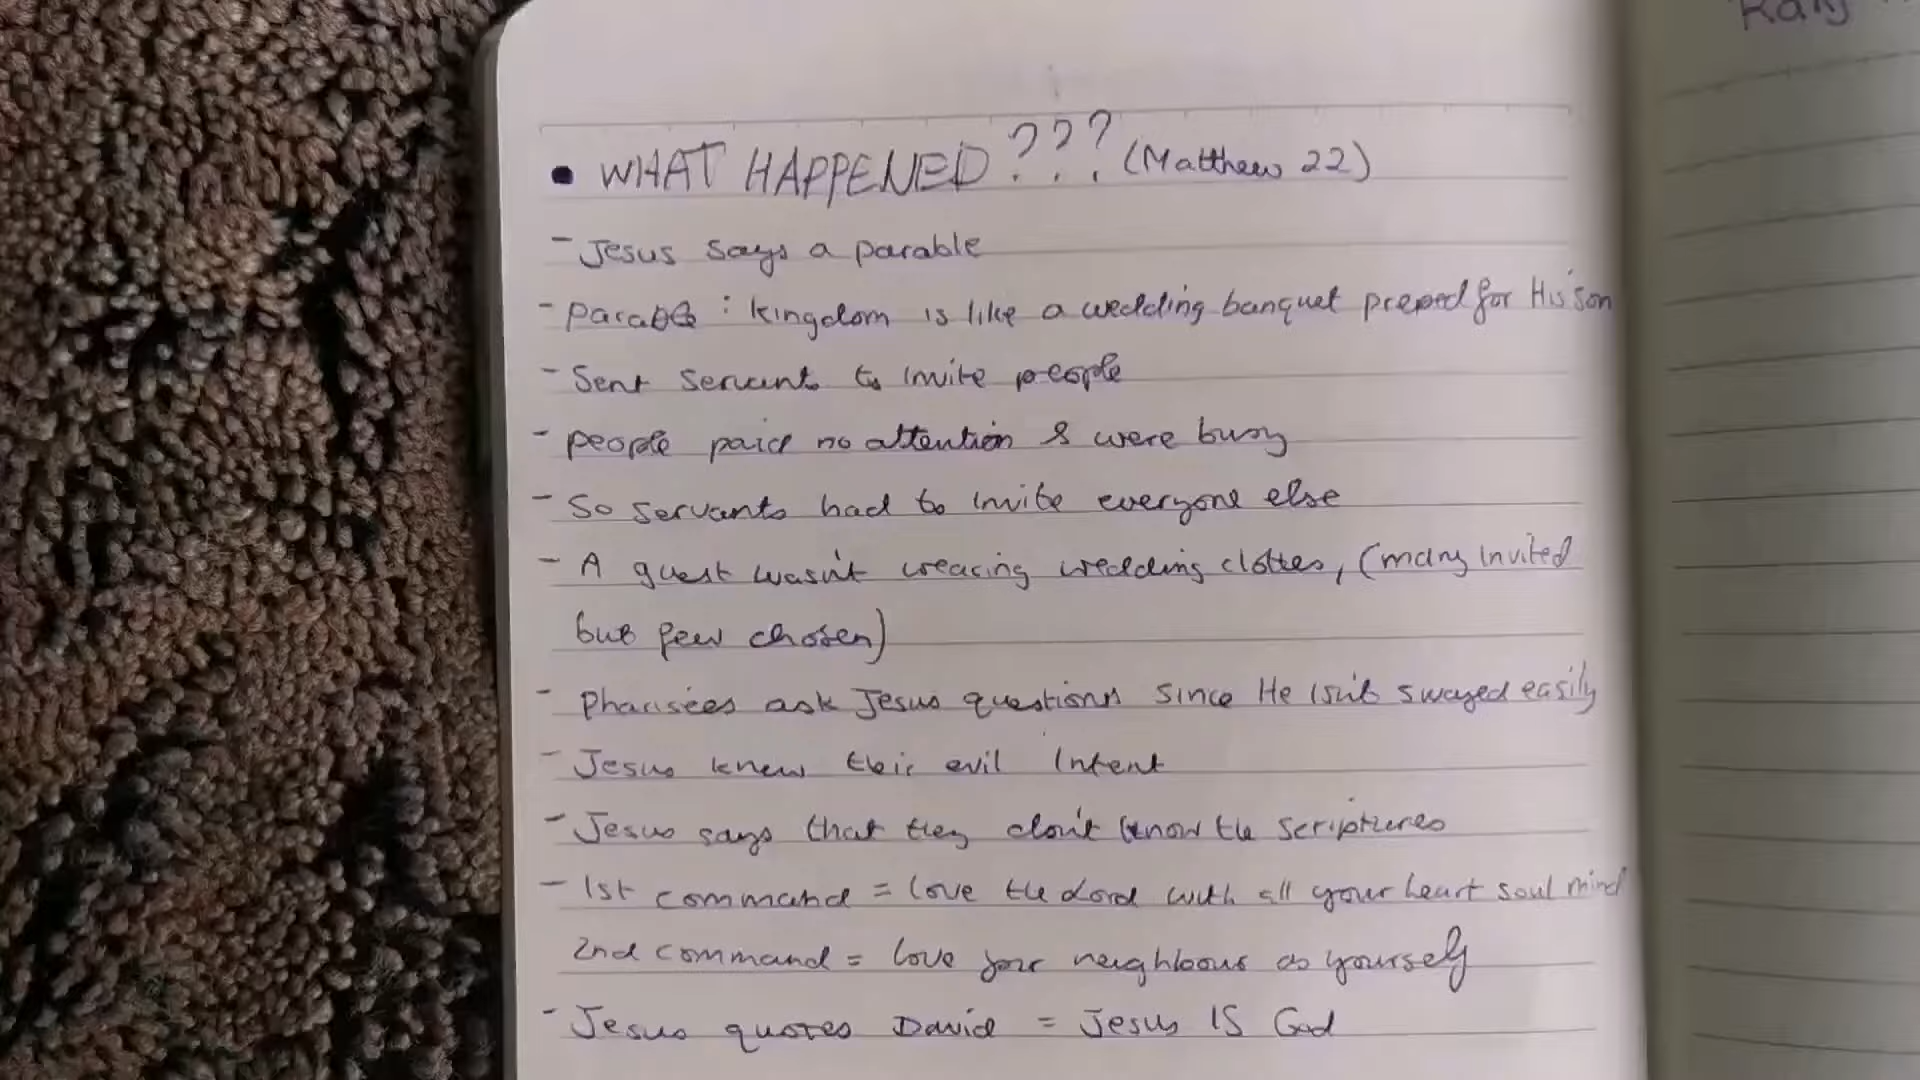 • WHAT HAPPENED ??? (Matthew 22)
- Jesus says a parable
- parable : kingdom is like a wedding banquet for His son
- Sent servants to invite people
- people paid no attention & were busy
- So servants had to invite everyone else
- A guest wasn't wearing wedding clothes, (many invited
but few chosen)
- Pharisees ask Jesus questions since He isn't swayed easily
- Jesus knew their evil intent
- Jesus says that they don't know the scriptures
- 1st command = love the Lord with all your heart soul mind
2nd command = love your neighbour as yourself
- Jesus quotes David = Jesus IS God